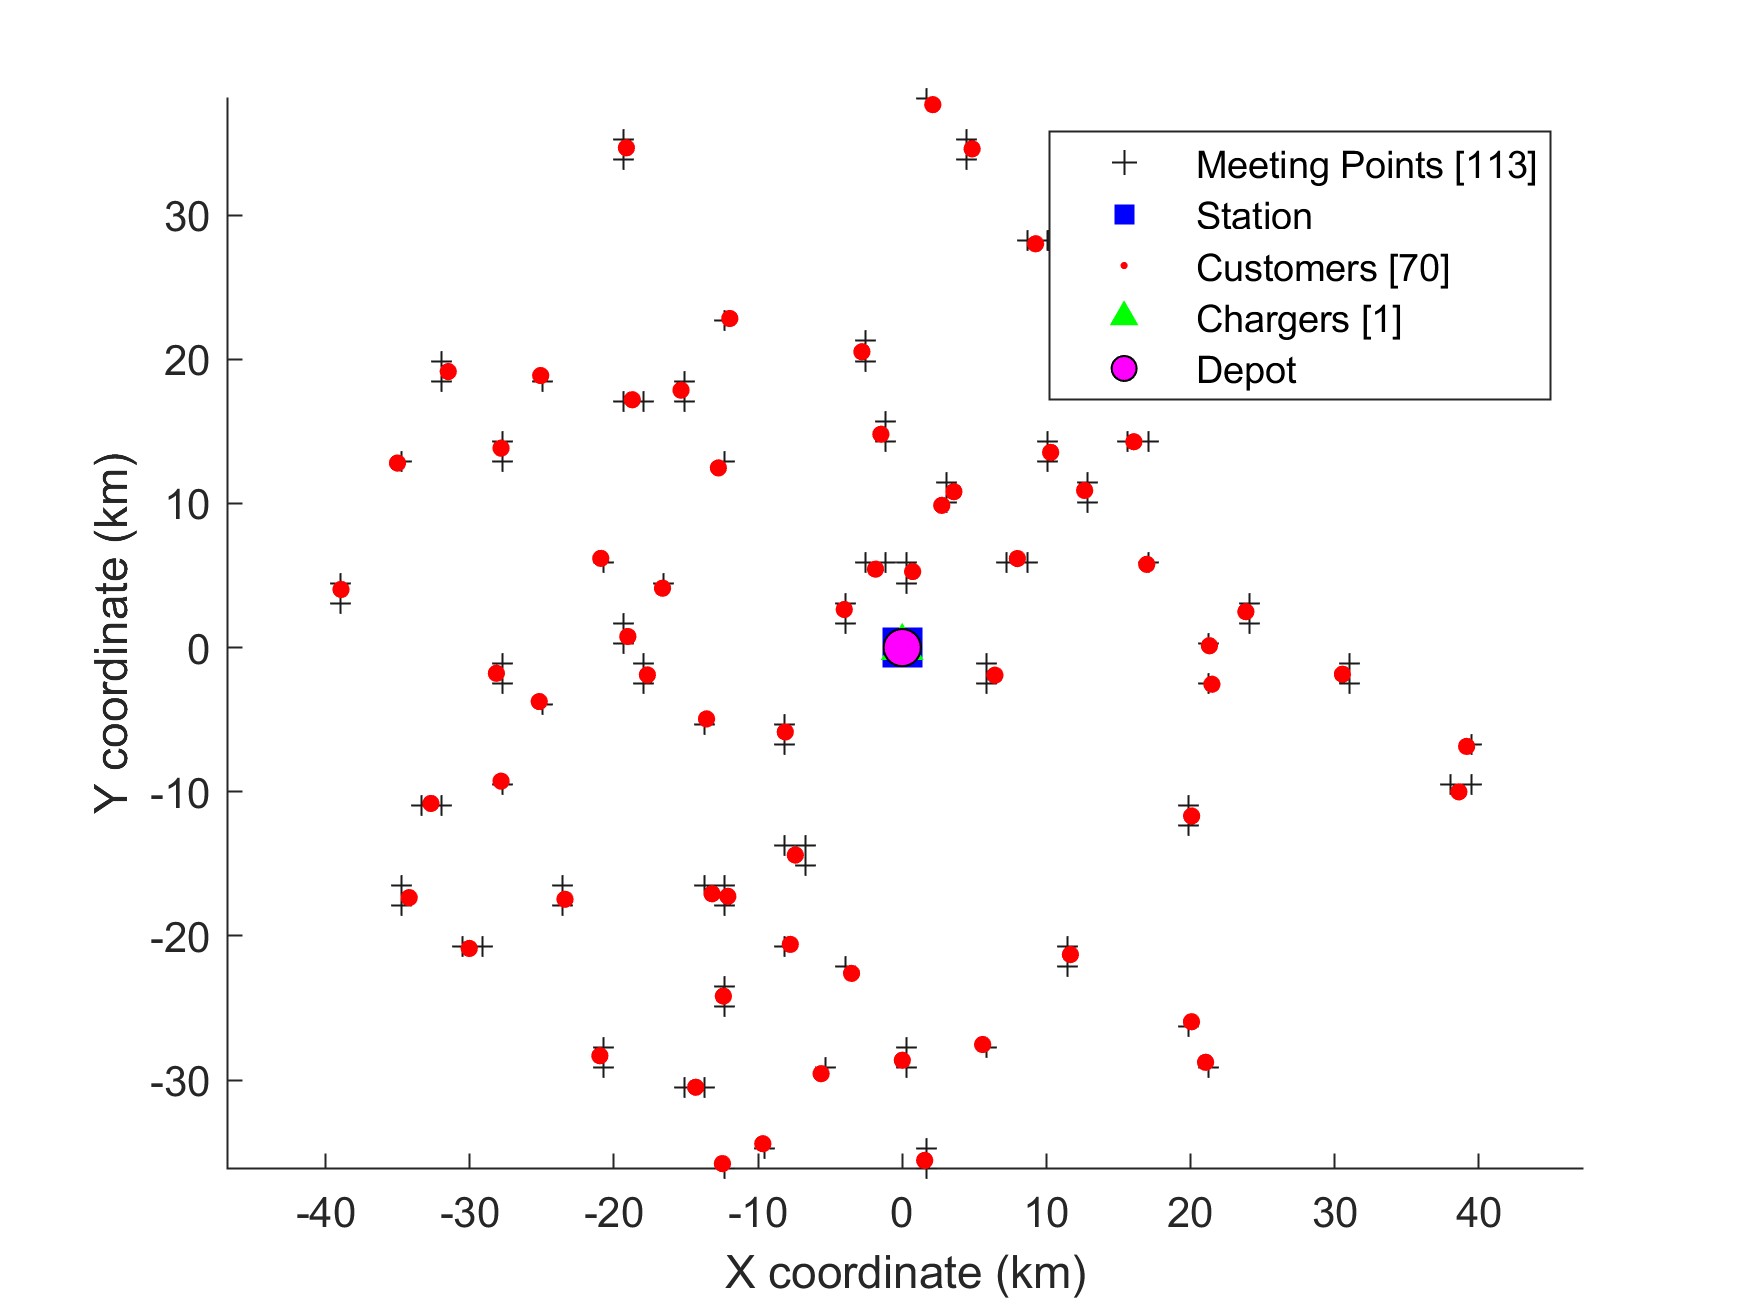 Meeting Points [113]
Station
Customers [70]
Chargers [1]
Depot
30
20
10
0
-10
-20
-30
Y coordinate (km)
-40 -30 -20 -10 0 10 20 30 40
X coordinate (km)